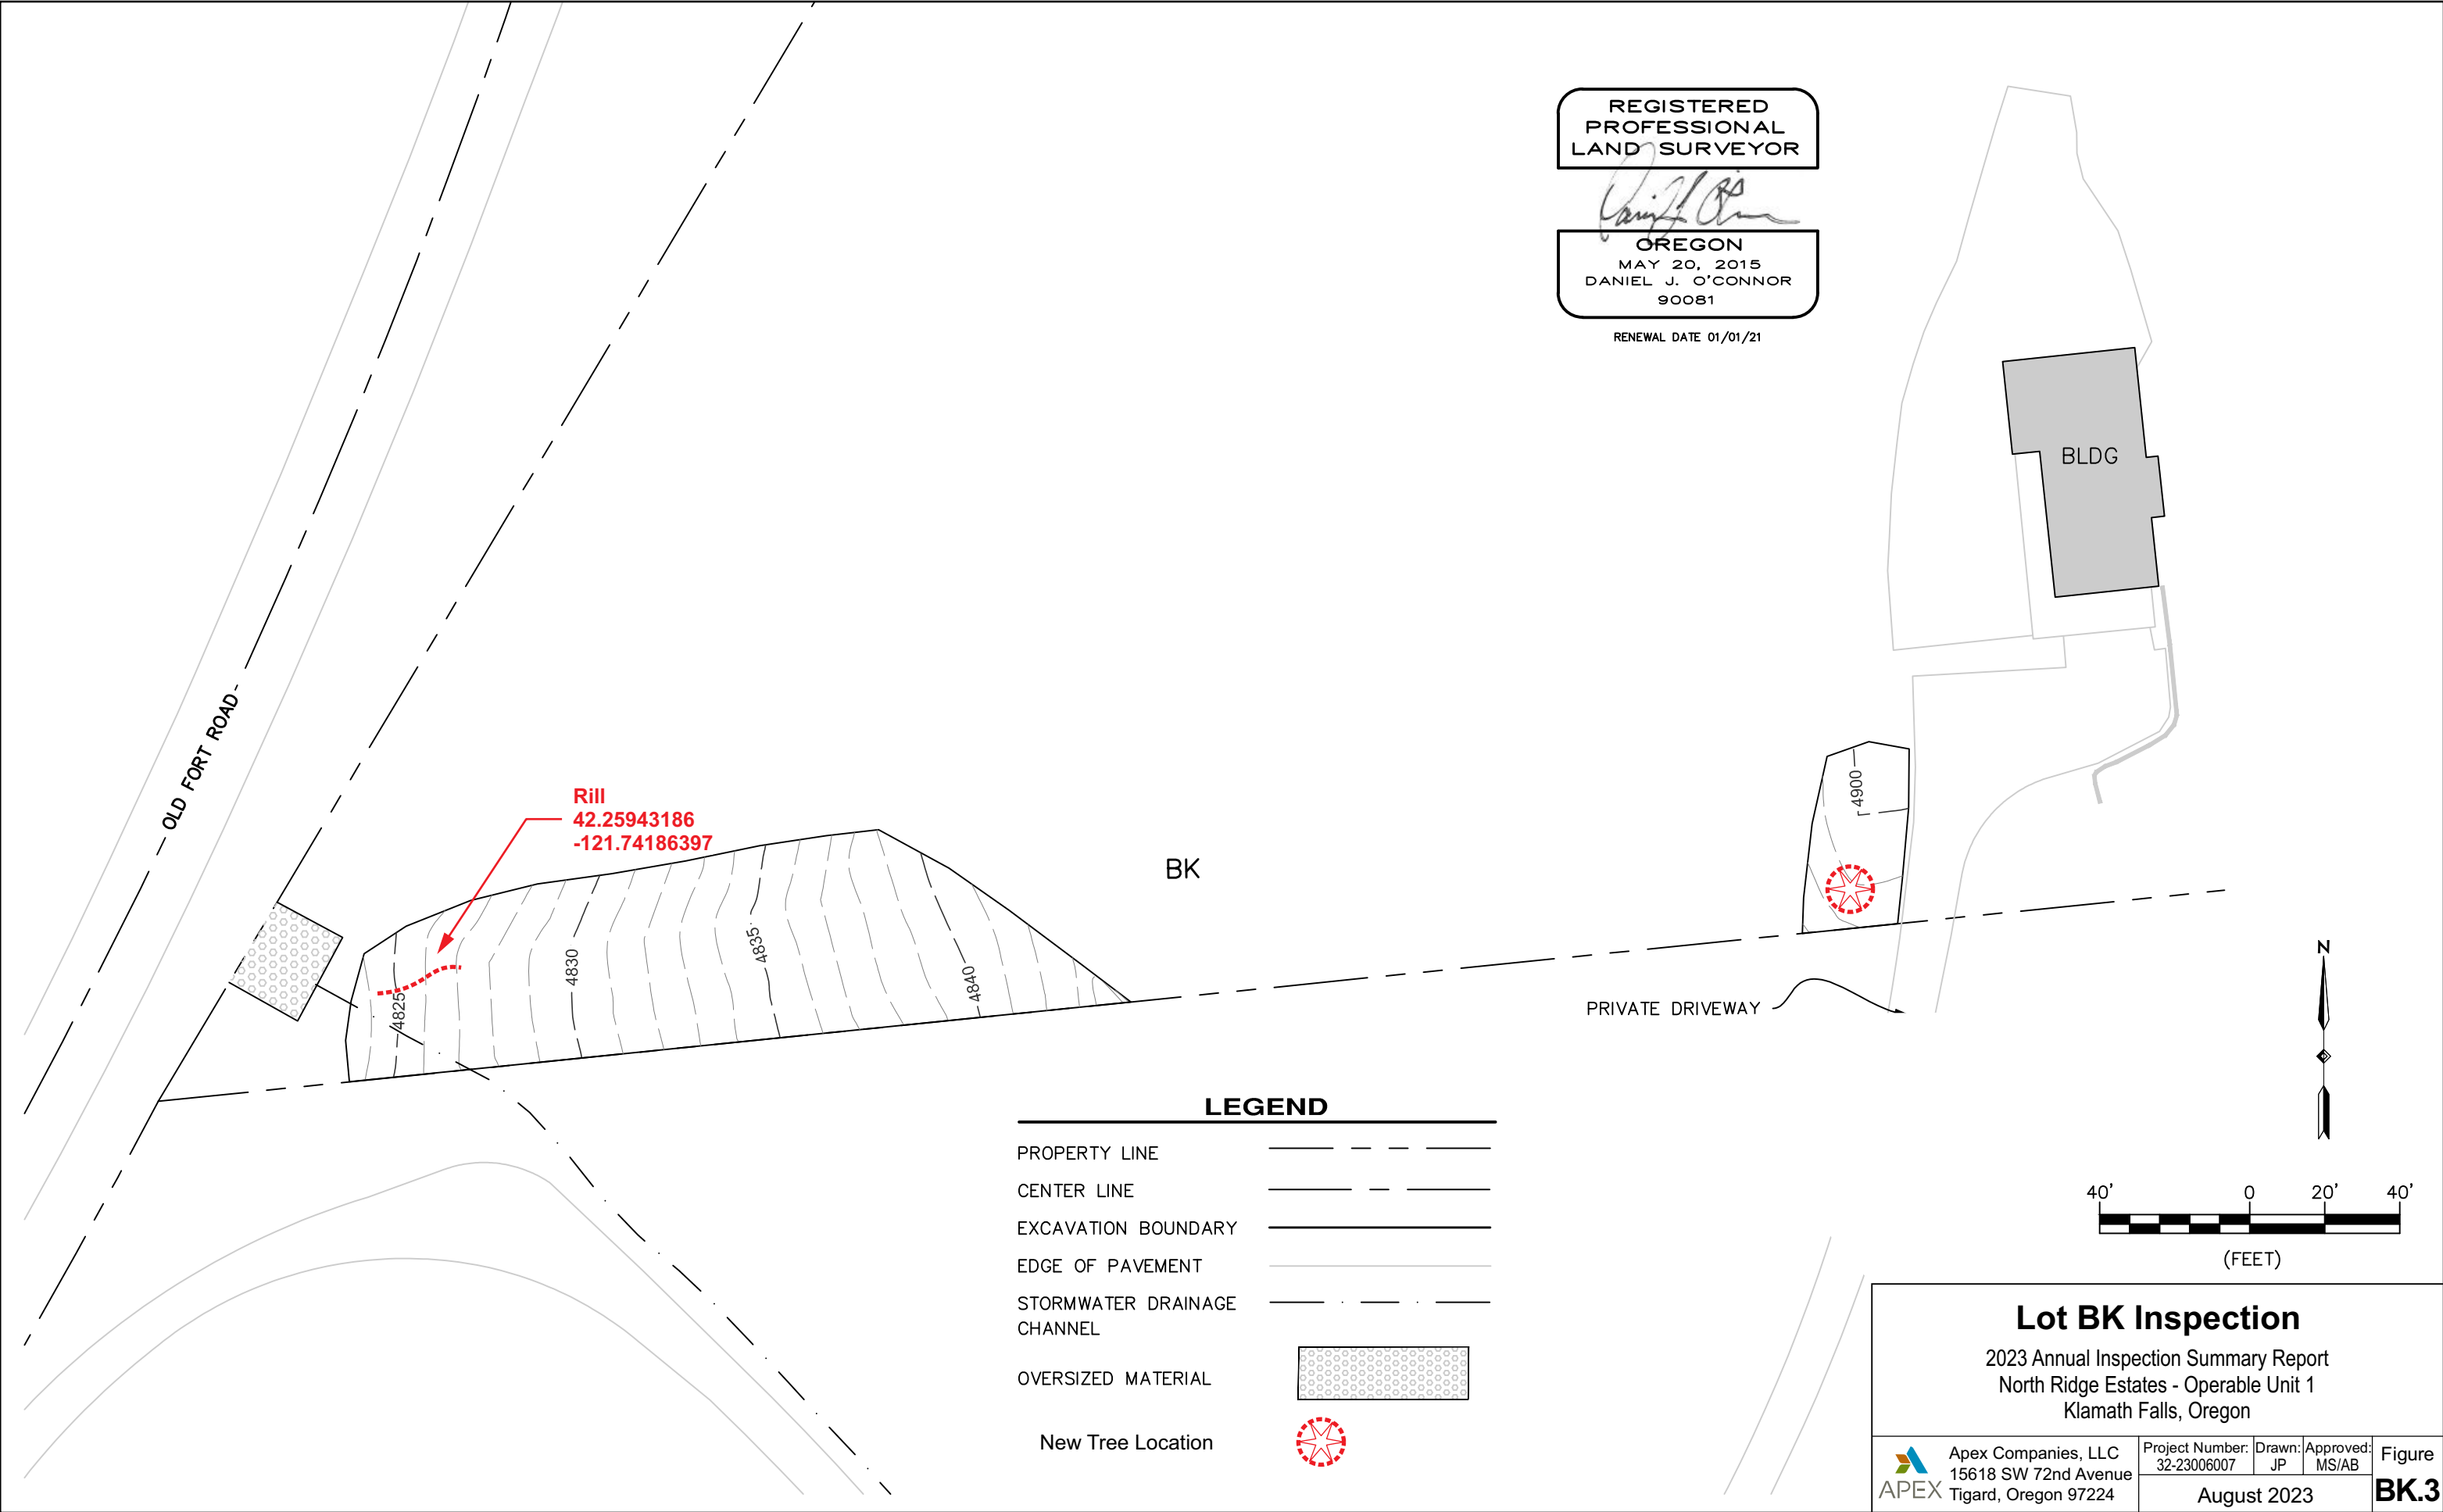 REGISTERED
PROFESSIONAL
LAND SURVEYOR
OREGON
MAY 20, 2015
DANIEL J. O'CONNOR
90081
RENEWAL DATE 01/01/21
BLDG
OLD FORT ROAD
Rill
42.25943186
-121.74186397
4825
4830
4835
4840
BK
4900
PRIVATE DRIVEWAY
N
LEGEND
PROPERTY LINE
CENTER LINE
EXCAVATION BOUNDARY
EDGE OF PAVEMENT
STORMWATER DRAINAGE
CHANNEL
OVERSIZED MATERIAL
New Tree Location
40' 0 20' 40'
(FEET)
Lot BK Inspection
2023 Annual Inspection Summary Report
North Ridge Estates - Operable Unit 1
Klamath Falls, Oregon
APEX
Apex Companies, LLC
15618 SW 72nd Avenue
Tigard, Oregon 97224
Project Number:
32-23006007
Drawn:
JP
Approved:
MS/AB
August 2023
Figure
BK.3